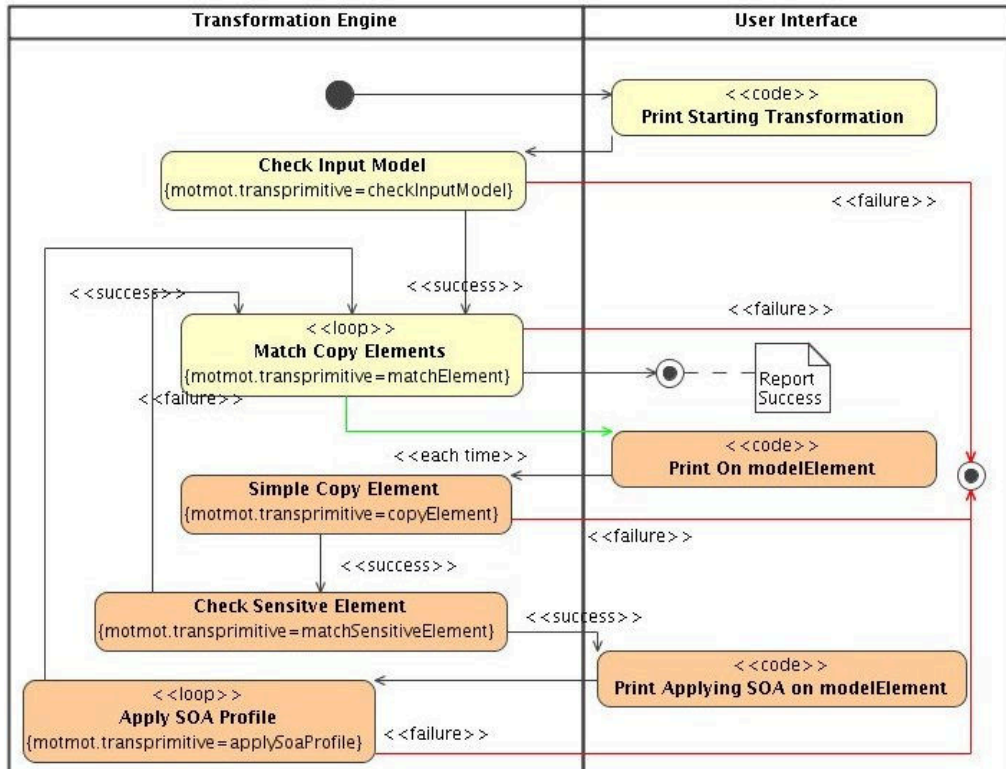 Transformation Engine
User Interface
<<code>>
Print Starting Transformation
Check Input Model
{motmot.transprimitive=checkInputModel}
<<failure>>
<<success>>
<<success>>
<<failure>>
<<loop>>
Match Copy Elements
{motmot.transprimitive=matchElement}
Report
Success
<<failure>>
<<code>>
Print On modelElement
<<each time>>
Simple Copy Element
{motmot.transprimitive=copyElement}
<<failure>>
<<success>>
Check Sensitve Element
{motmot.transprimitive=matchSensitiveElement}
<<success>>
<<code>>
Print Applying SOA on modelElement
<<loop>>
Apply SOA Profile
{motmot.transprimitive=applySoaProfile}
<<failure>>